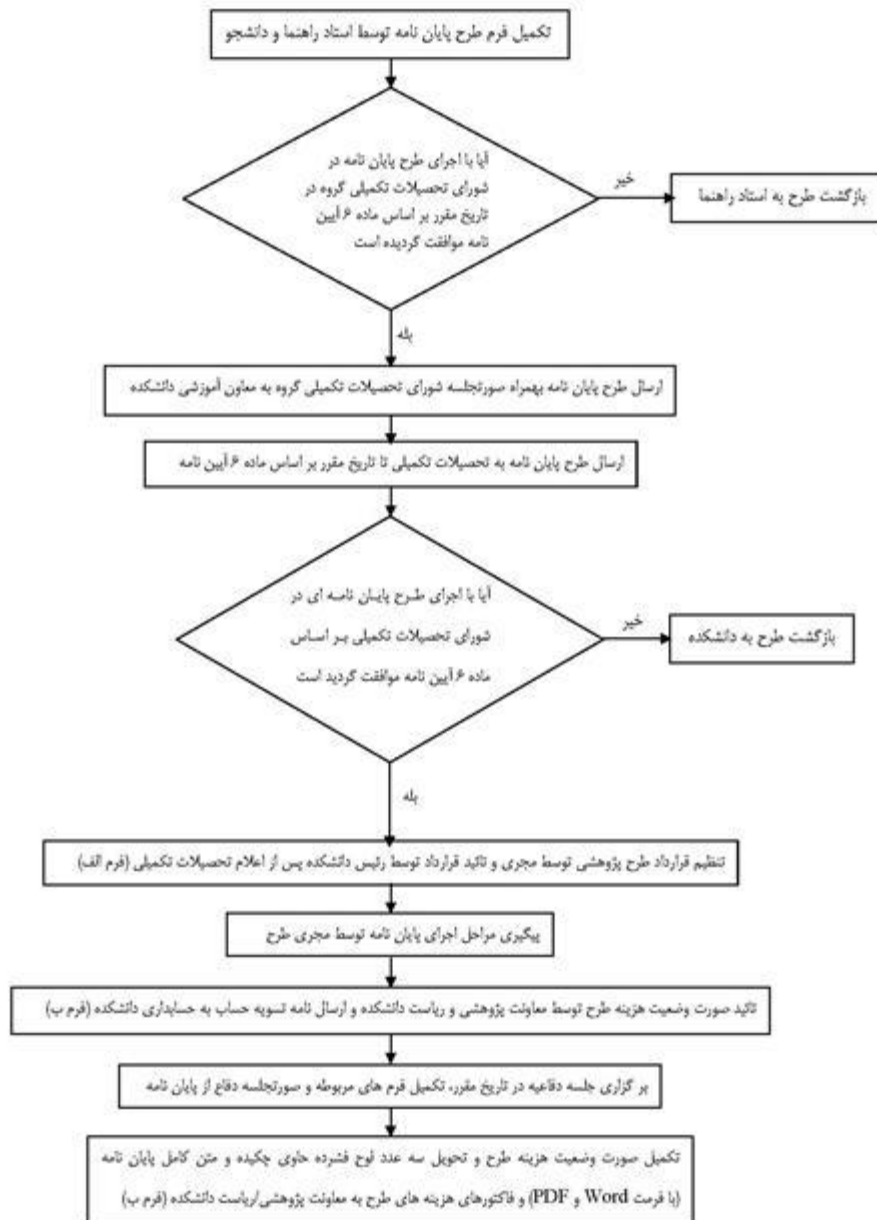 تکمیل فرم طرح پایان نامه توسط استاد راهنما و دانشجو
آیا با اجرای طرح پایان نامه در
شورای تحصیلات تکمیلی گروه در
تاریخ مقرر بر اساس ماده ۶ آیین
نامه موافقت گردیده است
خیر
بازگشت طرح به استاد راهنما
بله
ارسال طرح پایان نامه بهمراه صورتجلسه شورای تحصیلات تکمیلی گروه به معاون آموزشی دانشکده
ارسال طرح پایان نامه به تحصیلات تکمیلی تا تاریخ مقرر بر اساس ماده ۶ آیین نامه
آیا با اجرای طرح پایان نامه ای در
شورای تحصیلات تکمیلی بر اساس
ماده ۶ آیین نامه موافقت گردید است
خیر
بازگشت طرح به دانشکده
بله
تنظیم قرارداد طرح پژوهشی توسط مجری و تائید قرارداد توسط رئیس دانشکده پس از اعلام تحصیلات تکمیلی (فرم الف)
پیگیری مراحل اجرای پایان نامه توسط مجری طرح
تائید صورت وضعیت هزینه طرح توسط معاونت پژوهشی و ریاست دانشکده و ارسال نامه تسویه حساب به حسابداری دانشکده (فرم ب)
بر گزاری جلسه دفاعیه در تاریخ مقرر، تکمیل فرم های مربوطه و صورتجلسه دفاع از پایان نامه
تکمیل صورت وضعیت هزینه طرح و تحویل سه عدد لوح فشرده حاوی چکیده و متن کامل پایان نامه
(با فرمت Word و PDF) و فاکتورهای هزینه های طرح به معاونت پژوهشی/ریاست دانشکده (فرم ب)